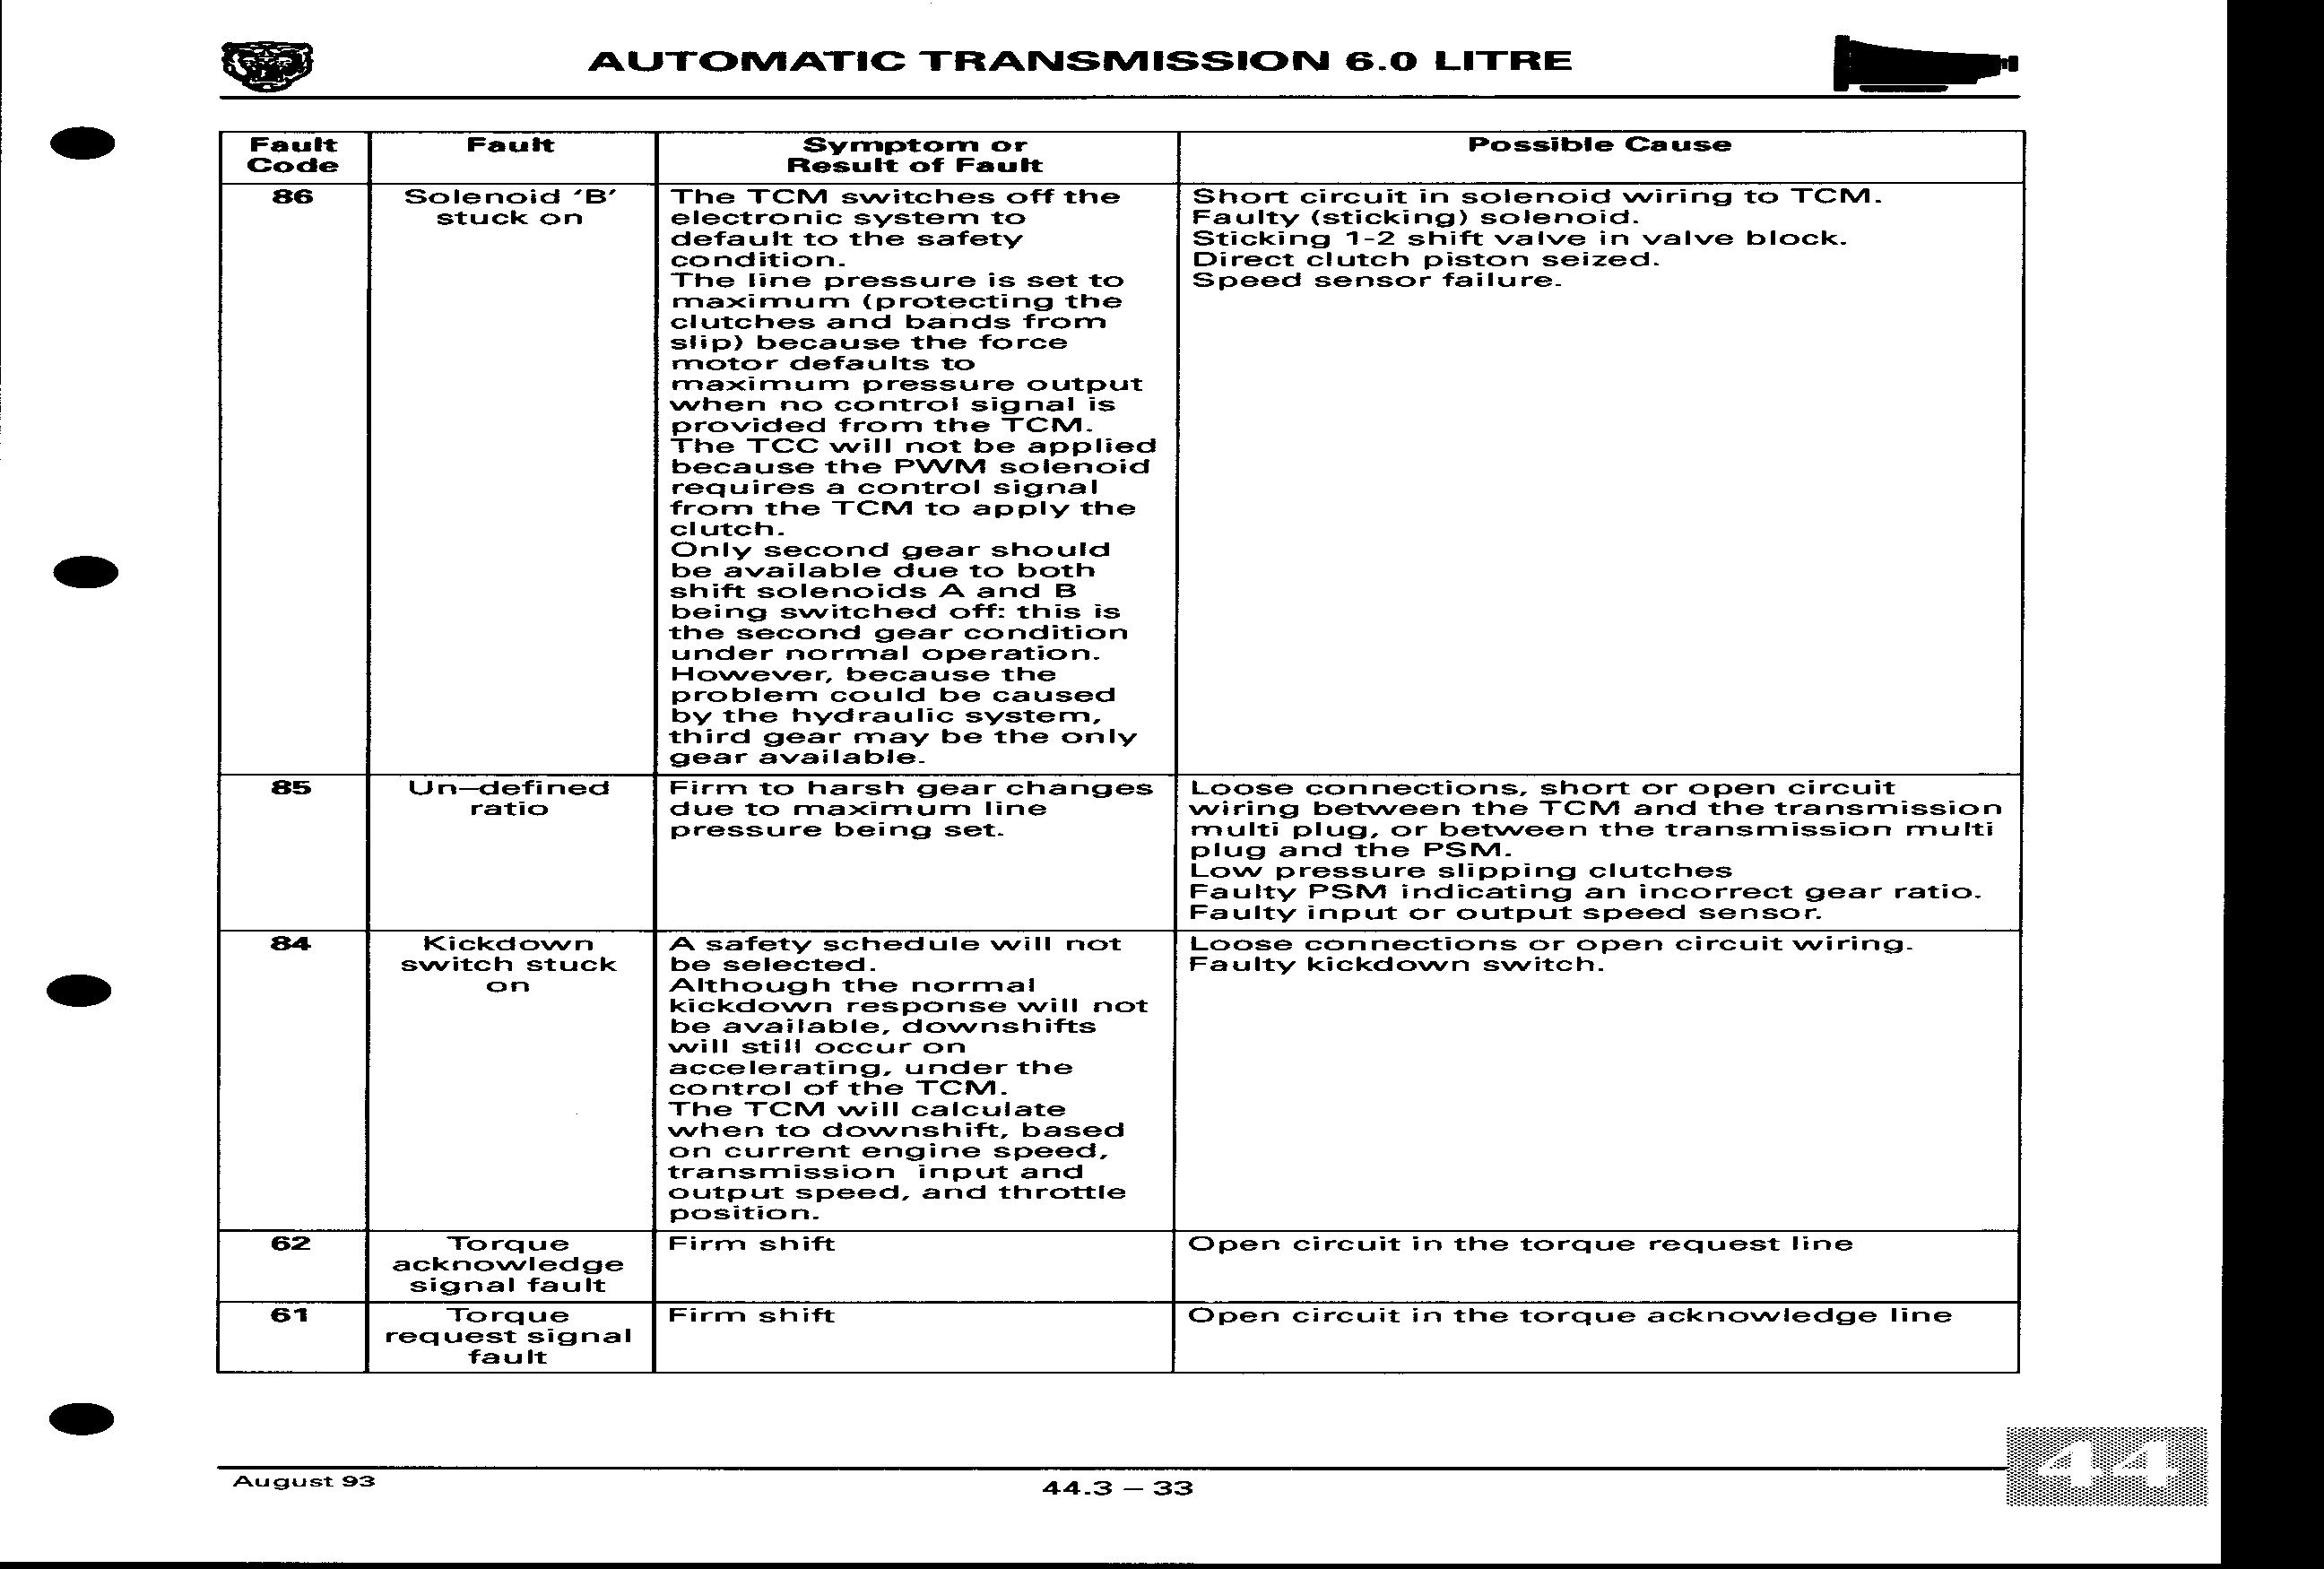 AUTOMATIC TRANSMISSION 6.0 LITRE
Fault
Code
Fault
Symptom or
Result of Fault
Possible Cause
86
Solenoid ‘B’
stuck on
The TCM switches off the
electronic system to
default to the safety
condition.
The line pressure is set to
maximum (protecting the
clutches and bands from
slip) because the force
motor defaults to
maximum pressure output
when no control signal is
provided from the TCM.
The TCC will not be applied
because the PWM solenoid
requires a control signal
from the TCM to apply the
clutch.
Only second gear should
be available due to both
shift solenoids A and B
being switched off: this is
the second gear condition
under normal operation.
However, because the
problem could be caused
by the hydraulic system,
third gear may be the only
gear available.
Short circuit in solenoid wiring to TCM.
Faulty (sticking) solenoid.
Sticking 1-2 shift valve in valve block.
Direct clutch piston seized.
Speed sensor failure.
85
Un–defined
ratio
Firm to harsh gear changes
due to maximum line
pressure being set.
Loose connections, short or open circuit
wiring between the TCM and the transmission
multi plug, or between the transmission multi
plug and the PSM.
Low pressure slipping clutches
Faulty PSM indicating an incorrect gear ratio.
Faulty input or output speed sensor.
84
Kickdown
switch stuck
on
A safety schedule will not
be selected.
Although the normal
kickdown response will not
be available, downshifts
will still occur on
accelerating, under the
control of the TCM.
The TCM will calculate
when to downshift, based
on current engine speed,
transmission input and
output speed, and throttle
position.
Loose connections or open circuit wiring.
Faulty kickdown switch.
62
Torque
acknowledge
signal fault
Firm shift
Open circuit in the torque request line
61
Torque
request signal
fault
Firm shift
Open circuit in the torque acknowledge line
August 93
44.3 – 33
44